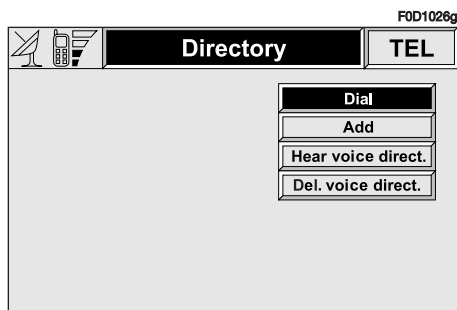 F0D1026g
Directory TEL
Dial
Add
Hear voice direct.
Del. voice direct.